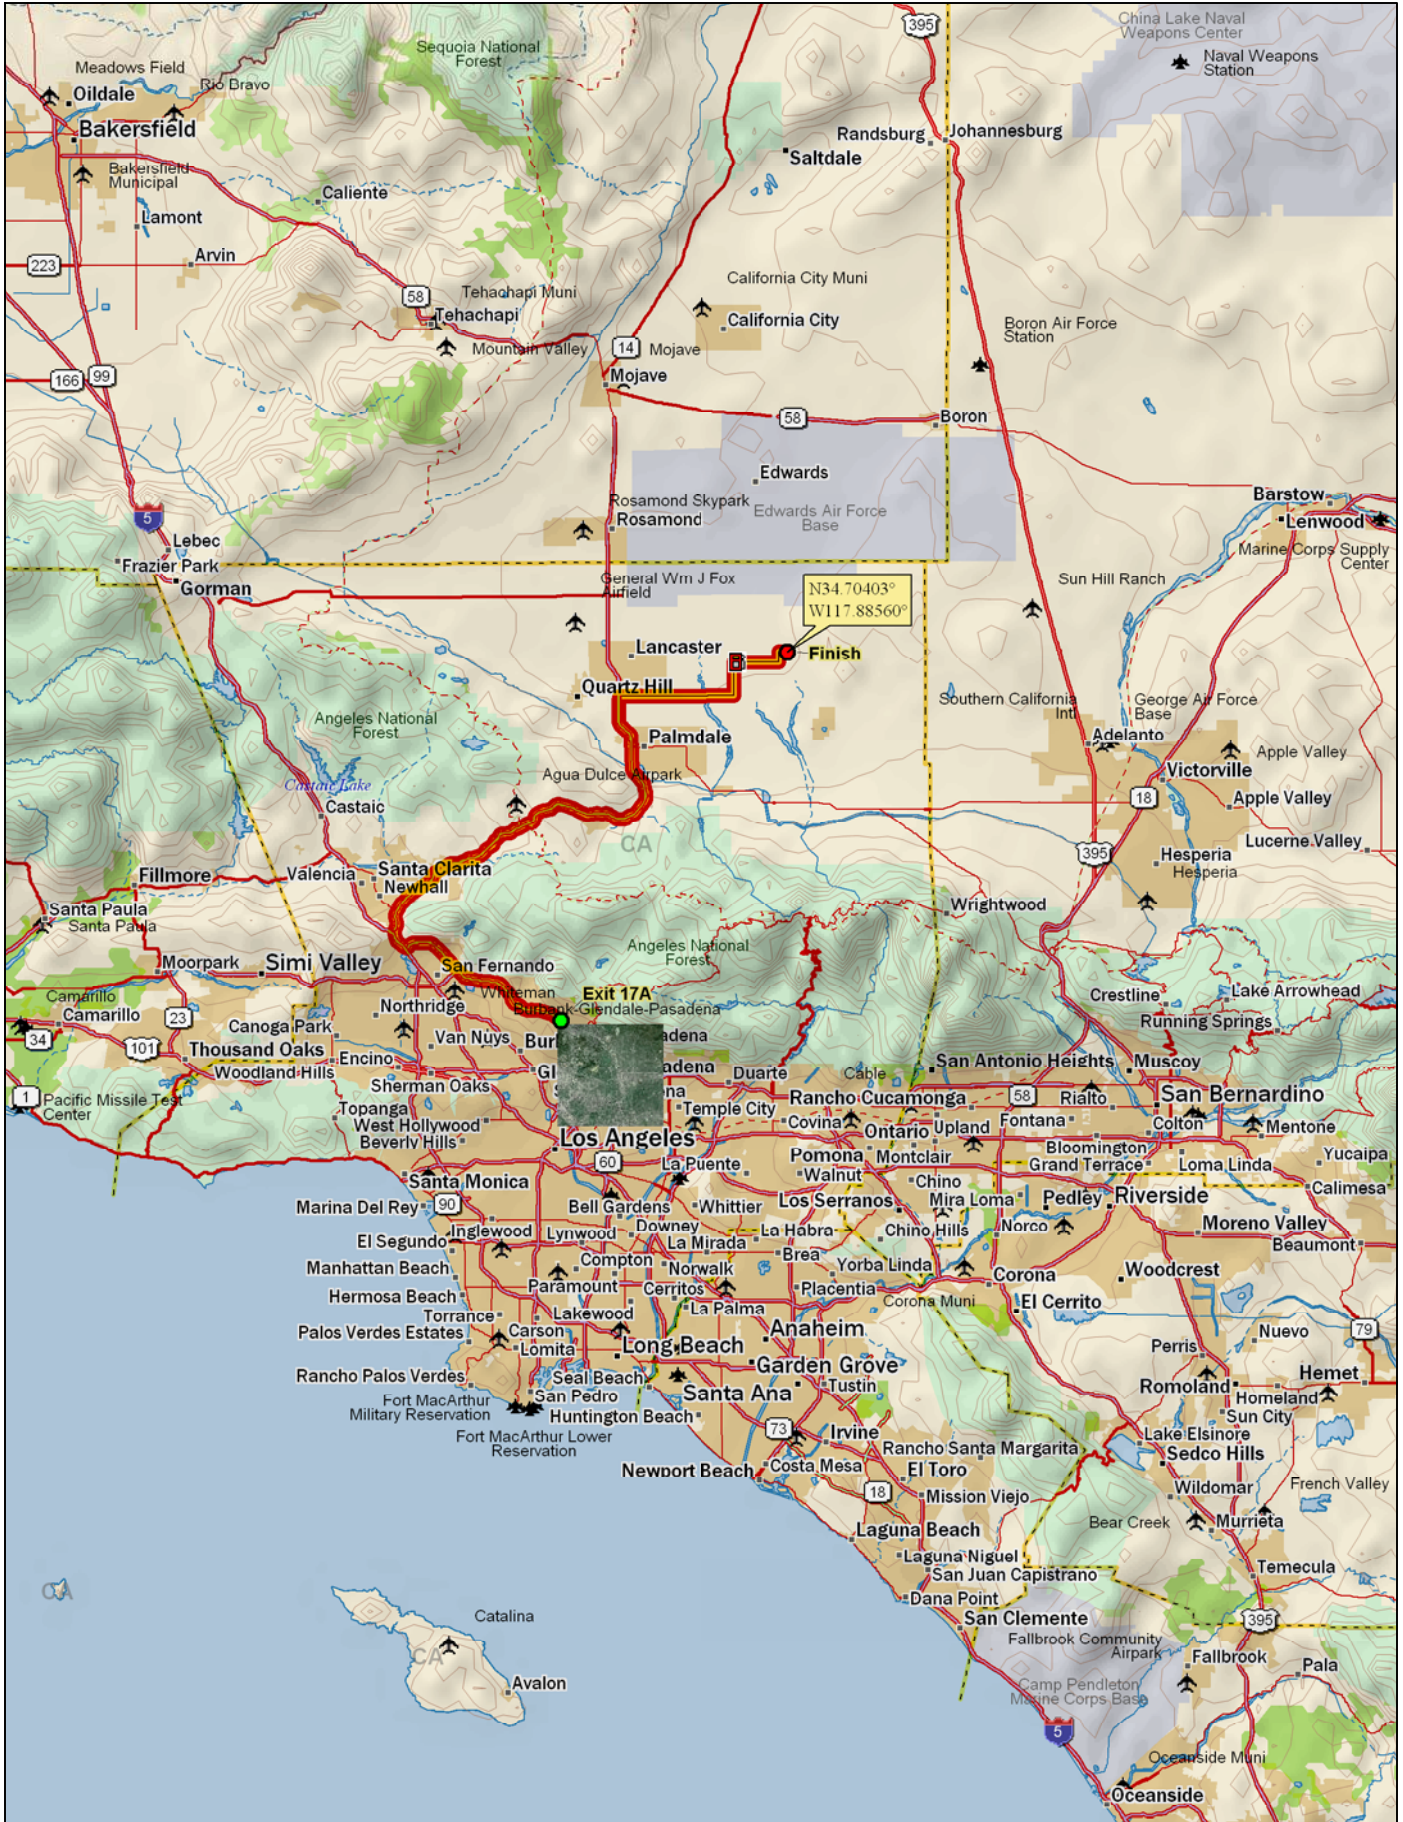 China Lake Naval
Weapons Center
395
Naval Weapons
Station
Sequoia National
Forest
Meadows Field
Rio Bravo
Oildale
Bakersfield
Randsburg
Johannesburg
Saltdale
Bakersfield
Municipal
Caliente
Lamont
Arvin
223
California City Muni
58
Tehachapi Muni
Tehachapi
California City
Boron Air Force
Station
Mountain Valley
14
Mojave
Mojave
166
99
58
Boron
Edwards
Rosamond Skypark
Rosamond
Edwards Air Force
Base
Barstow
Lenwood
5
Lebec
Frazier Park
Gorman
Marine Corps Supply
Center
General Wm J Fox
Airfield
Sun Hill Ranch
N34.70403°
W117.88560°
Finish
Lancaster
Quartz Hill
Southern California
Intl
George Air Force
Base
Angeles National
Forest
Palmdale
Adelanto
Apple Valley
Agua Dulce Airpark
Victorville
Castaic Lake
Castaic
18
Apple Valley
CA
Lucerne Valley
395
Hesperia
Hesperia
Fillmore
Valencia
Santa Clarita
Newhall
Santa Paula
Santa Paula
Wrightwood
Angeles National
Forest
Moorpark
Simi Valley
San Fernando
Whiteman
Exit 17A
Burbank-Glendale-Pasadena
Crestline
Lake Arrowhead
Camarillo
Camarillo
23
Northridge
Running Springs
34
101
Canoga Park
Thousand Oaks
Woodland Hills
Encino
Van Nuys
Burl
adena
San Antonio Heights
Muscoy
Sherman Oaks
Gl
adena
Duarte
Cable
1
Pacific Missile Test
Center
Topanga
West Hollywood
Beverly Hills
S
na
Temple City
Rancho Cucamonga
58
Rialto
San Bernardino
Covina
Ontario
Upland
Fontana
Colton
Mentone
Los Angeles
60
La Puente
Pomona
Walnut
Montclair
Bloomington
Grand Terrace
Loma Linda
Yucaipa
Santa Monica
Marina Del Rey
90
Bell Gardens
Whittier
Los Serranos
Chino
Mira Loma
Pedley
Riverside
Calimesa
El Segundo
Inglewood
Lynwood
Downey
La Mirada
La Habra
Chino Hills
Norco
Moreno Valley
Beaumont
Manhattan Beach
Compton
Norwalk
Brea
Yorba Linda
Corona
Woodcrest
Hermosa Beach
Paramount
Cerritos
Placentia
Corona Muni
El Cerrito
Torrance
Lakewood
La Palma
Palos Verdes Estates
Carson
Lomita
Long Beach
Anaheim
Nuevo
79
Perris
Rancho Palos Verdes
Seal Beach
Garden Grove
Hemet
Fort MacArthur
Military Reservation
San Pedro
Santa Ana
Tustin
Romoland
Homeland
Sun City
Huntington Beach
Fort MacArthur Lower
Reservation
73
Irvine
Rancho Santa Margarita
Lake Elsinore
Sedco Hills
Newport Beach
Costa Mesa
El Toro
Wildomar
French Valley
18
Mission Viejo
Laguna Beach
Bear Creek
Murrieta
Laguna Niguel
San Juan Capistrano
Temecula
CA
Dana Point
San Clemente
395
Catalina
CA
Fallbrook Community
Airpark
Fallbrook
Pala
Avalon
Camp Pendleton
Marine Corps Base
5
Oceanside Muni
Oceanside